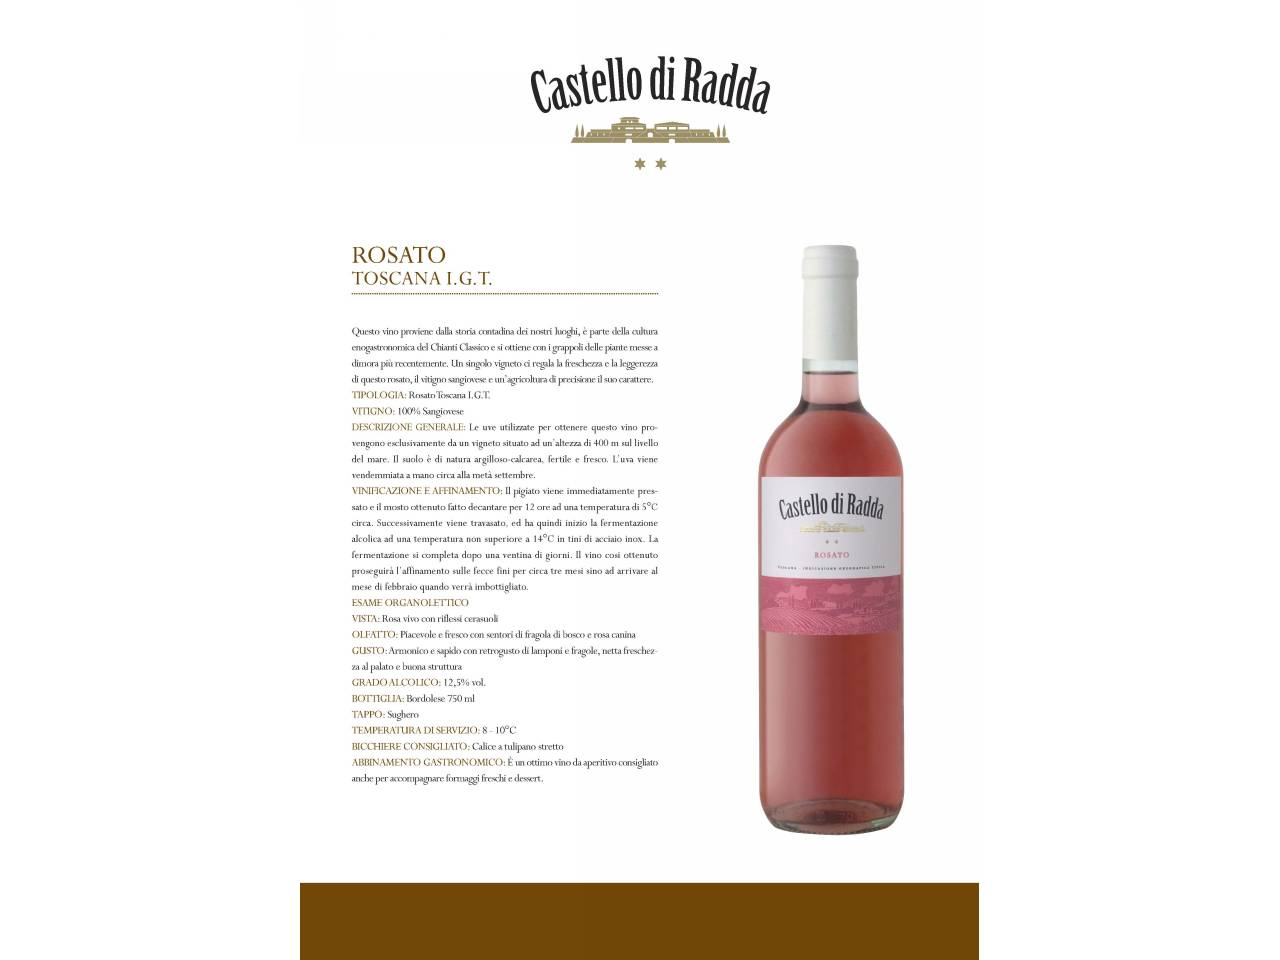 Castello di Radda
ROSATO
TOSCANA I.G.T.
Questo vino proviene dalla storia contadina dei nostri luoghi, è parte della cultura
enogastronomica del Chianti Classico e si ottiene con i grappoli delle piante messe a
dimora più recentemente. Un singolo vigneto ci regala la freschezza e la leggerezza
di questo rosato, il vitigno sangiovese e un'agricoltura di precisione il suo carattere.
TIPOLOGIA: Rosato Toscana I.G.T.
VITIGNO: 100% Sangiovese
DESCRIZIONE GENERALE: Le uve utilizzate per ottenere questo vino pro-
vengono esclusivamente da un vigneto situato ad un'altezza di 400 m sul livello
del mare. Il suolo è di natura argilloso-calcarea, fertile e fresco. L'uva viene
vendemmiata a mano circa alla metà settembre.
VINIFICAZIONE E AFFINAMENTO: Il pigiato viene immediatamente pres-
sato e il mosto ottenuto fatto decantare per 12 ore ad una temperatura di 5°C
circa. Successivamente viene travasato, ed ha quindi inizio la fermentazione
alcolica ad una temperatura non superiore a 14°C in tini di acciaio inox. La
fermentazione si completa dopo una ventina di giorni. Il vino così ottenuto
proseguirà l'affinamento sulle fecce fini per circa tre mesi sino ad arrivare al
mese di febbraio quando verrà imbottigliato.
ESAME ORGANOLETTICO
VISTA: Rosa vivo con riflessi cerasuoli
OLFATTO: Piacevole e fresco con sentori di fragola di bosco e rosa canina
GUSTO: Armonico e sapido con retrogusto di lamponi e fragole, netta freschez-
za al palato e buona struttura
GRADO ALCOLICO: 12,5% vol.
BOTTIGLIA: Bordolese 750 ml
TAPPO: Sughero
TEMPERATURA DI SERVIZIO: 8 - 10°C
BICCHIERE CONSIGLIATO: Calice a tulipano stretto
ABBINAMENTO GASTRONOMICO: È un ottimo vino da aperitivo consigliato
anche per accompagnare formaggi freschi e dessert.
Castello di Radda
ROSATO
TOSCANA - INDICAZIONE GEOGRAFICA TIPICA